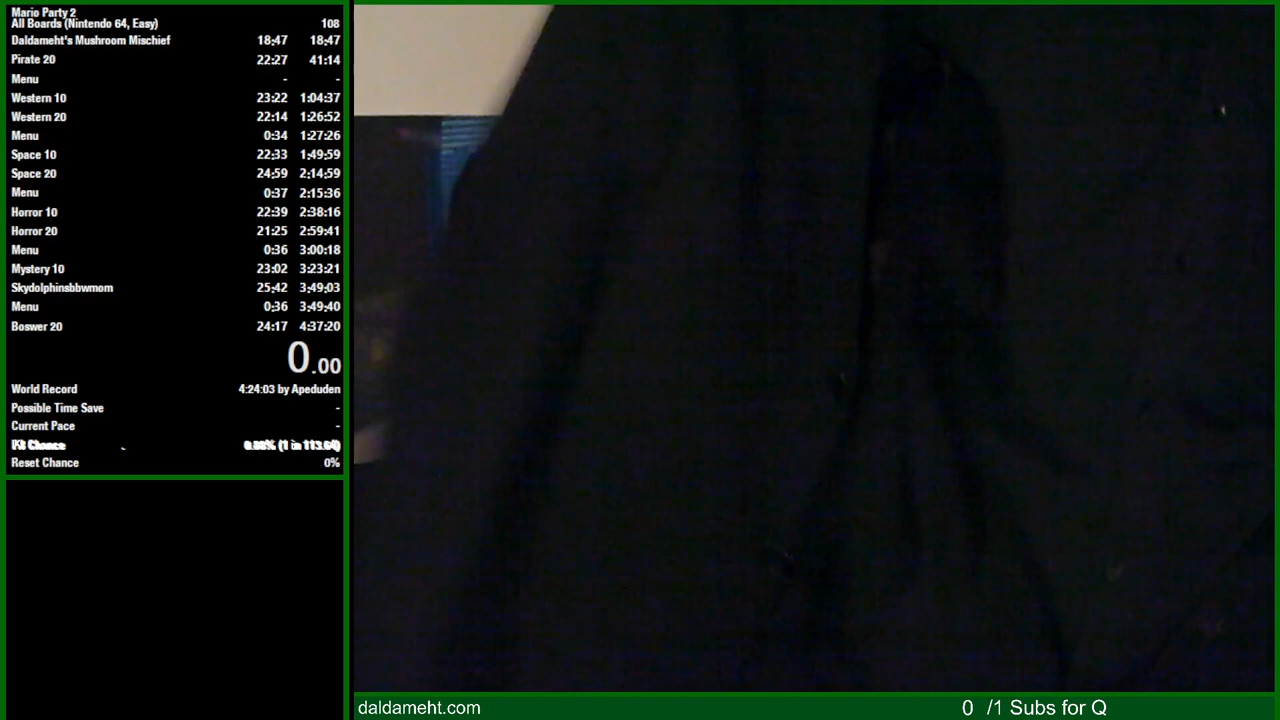 Mario Party 2
All Boards (Nintendo 64, Easy) 108
Daldameht's Mushroom Mischief 18:47 18:47
Pirate 20 22:27 41:14
Menu - -
Western 10 23:22 1:04:37
Western 20 22:14 1:26:52
Menu 0:34 1:27:26
Space 10 22:33 1:49:59
Space 20 24:59 2:14:59
Menu 0:37 2:15:36
Horror 10 22:39 2:38:16
Horror 20 21:25 2:59:41
Menu 0:36 3:00:18
Mystery 10 23:02 3:23:21
Skydolphinsbbwmom 25:42 3:49:03
Menu 0:36 3:49:40
Boswer 20 24:17 4:37:20
0.00
World Record 4:24:03 by Apeduden
Possible Time Save -
Current Pace -
Chance (1 in 113.64)
Reset Chance 0%
daldameht.com 0 /1 Subs for Q